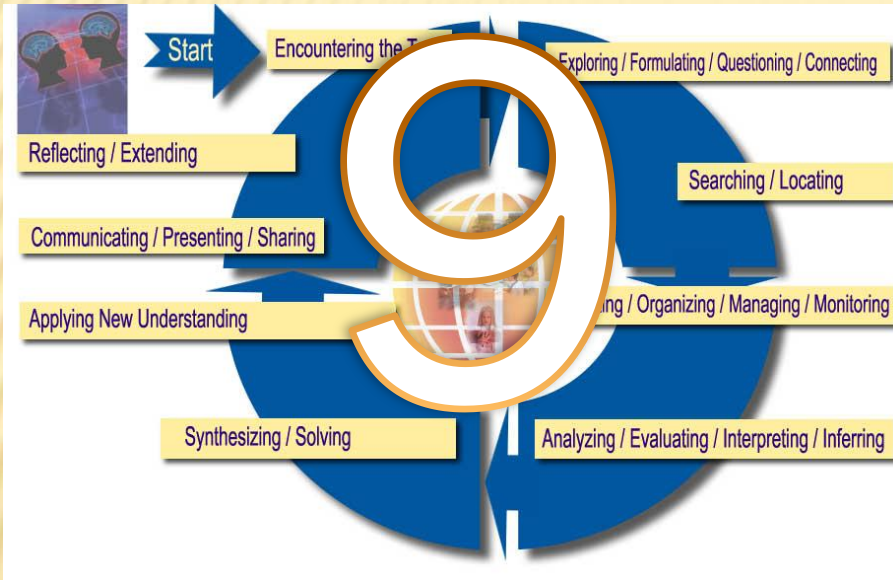 Start
Encountering the
Exploring / Formulating / Questioning / Connecting
Reflecting / Extending
Searching / Locating
Communicating / Presenting / Sharing
/ Organizing / Managing / Monitoring
Applying New Understanding
Synthesizing / Solving
Analyzing / Evaluating / Interpreting / Inferring
9